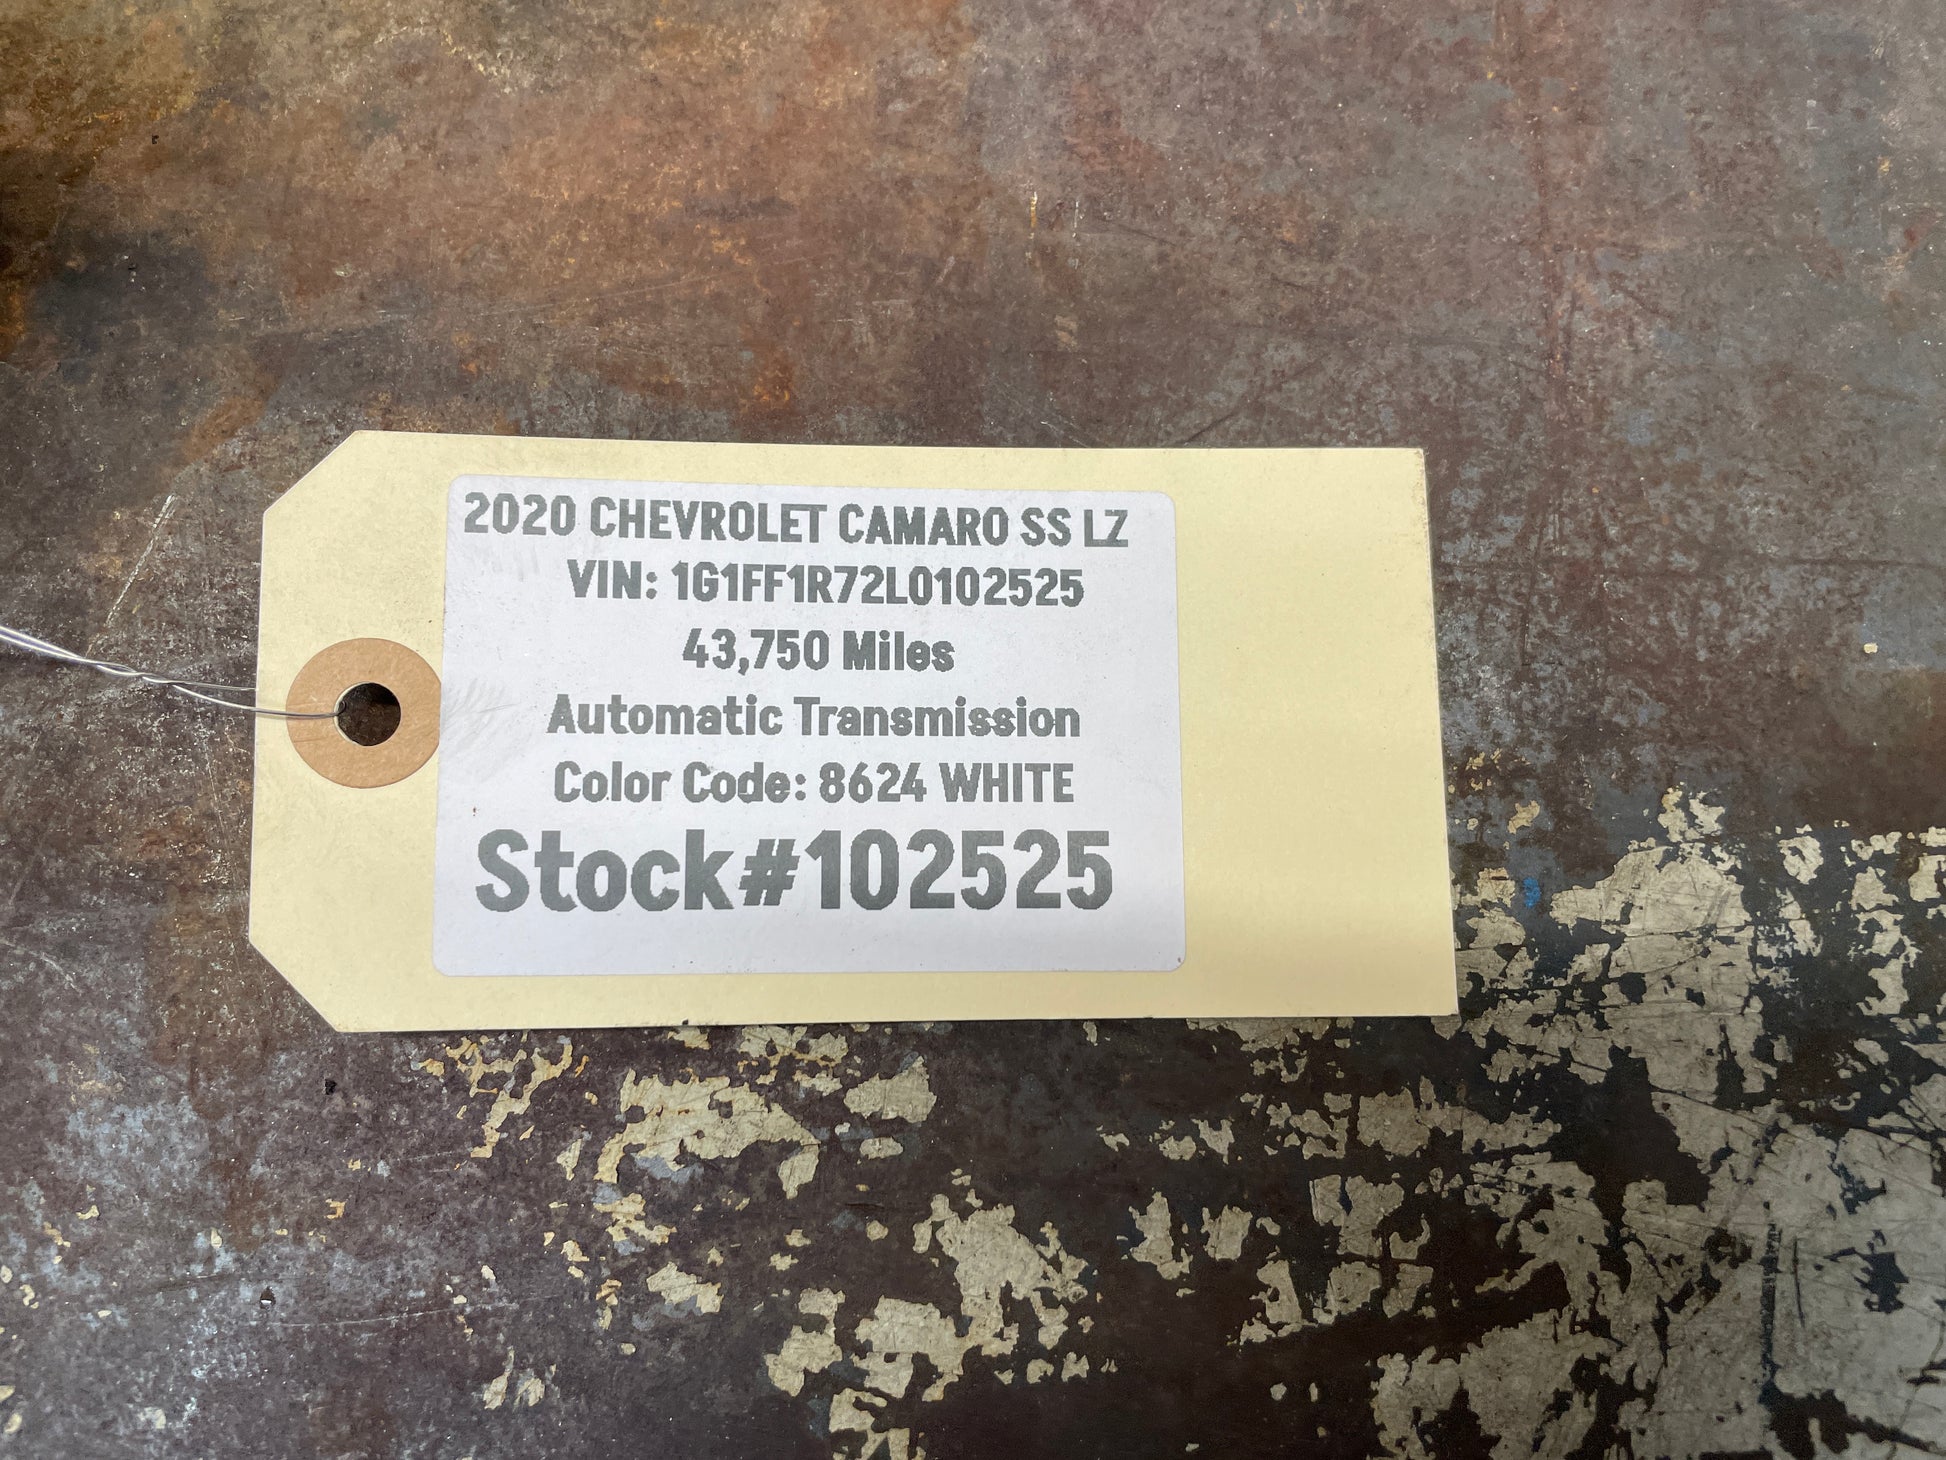 2020 CHEVROLET CAMARO SS LZ
VIN: 1G1FF1R72L0102525
43,750 Miles
Automatic Transmission
Color Code: 8624 WHITE
Stock#102525